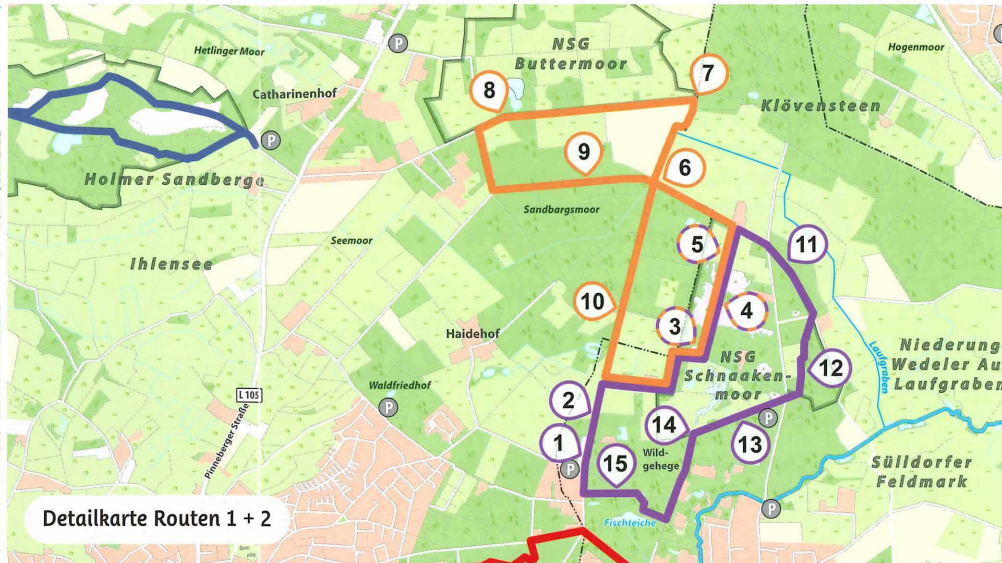 Hetlinger Moor
P
NSG
Buttermoor
Hogenmoor
7
8
Catharinenhof
Klövensteen
P
9
Holmer Sandberge
6
Sandbargsmoor
Seemoor
5
11
Ihlensee
10
4
3
Haidehof
NSG
Schnaaken-
moor
Laufgraben
Niederung
Wedeler Au
Laufgraben
12
Waldfriedhof
L 105
P
2
14
P
13
1
Wild-
gehege
15
P
Pinneberger Straße
Sülldorfer
Feldmark
P
Fischteiche
Detailkarte Routen 1 + 2